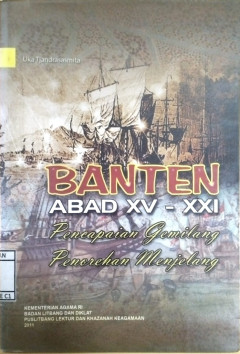 Uka Tjandrasasmita
BANTEN
ABAD XV - XXI
Pencapaian Gemilang
Penorehan Menjelang
KEMENTERIAN AGAMA RI
BADAN LITBANG DAN DIKLAT
PUSLITBANG LEKTUR DAN KHAZANAH KEAGAMAAN
2011